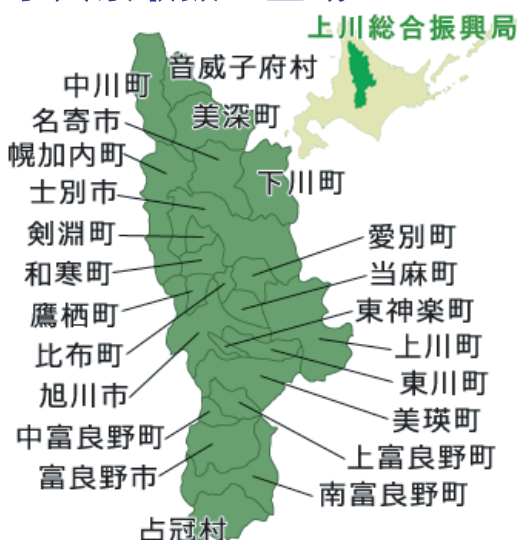 上川総合振興局
音威子府村
中川町
美深町
名寄市
幌加内町
下川町
士別市
剣淵町
和寒町
鷹栖町
比布町
旭川市
中富良野町
富良野市
占冠村
愛別町
当麻町
東神楽町
上川町
東川町
美瑛町
上富良野町
南富良野町